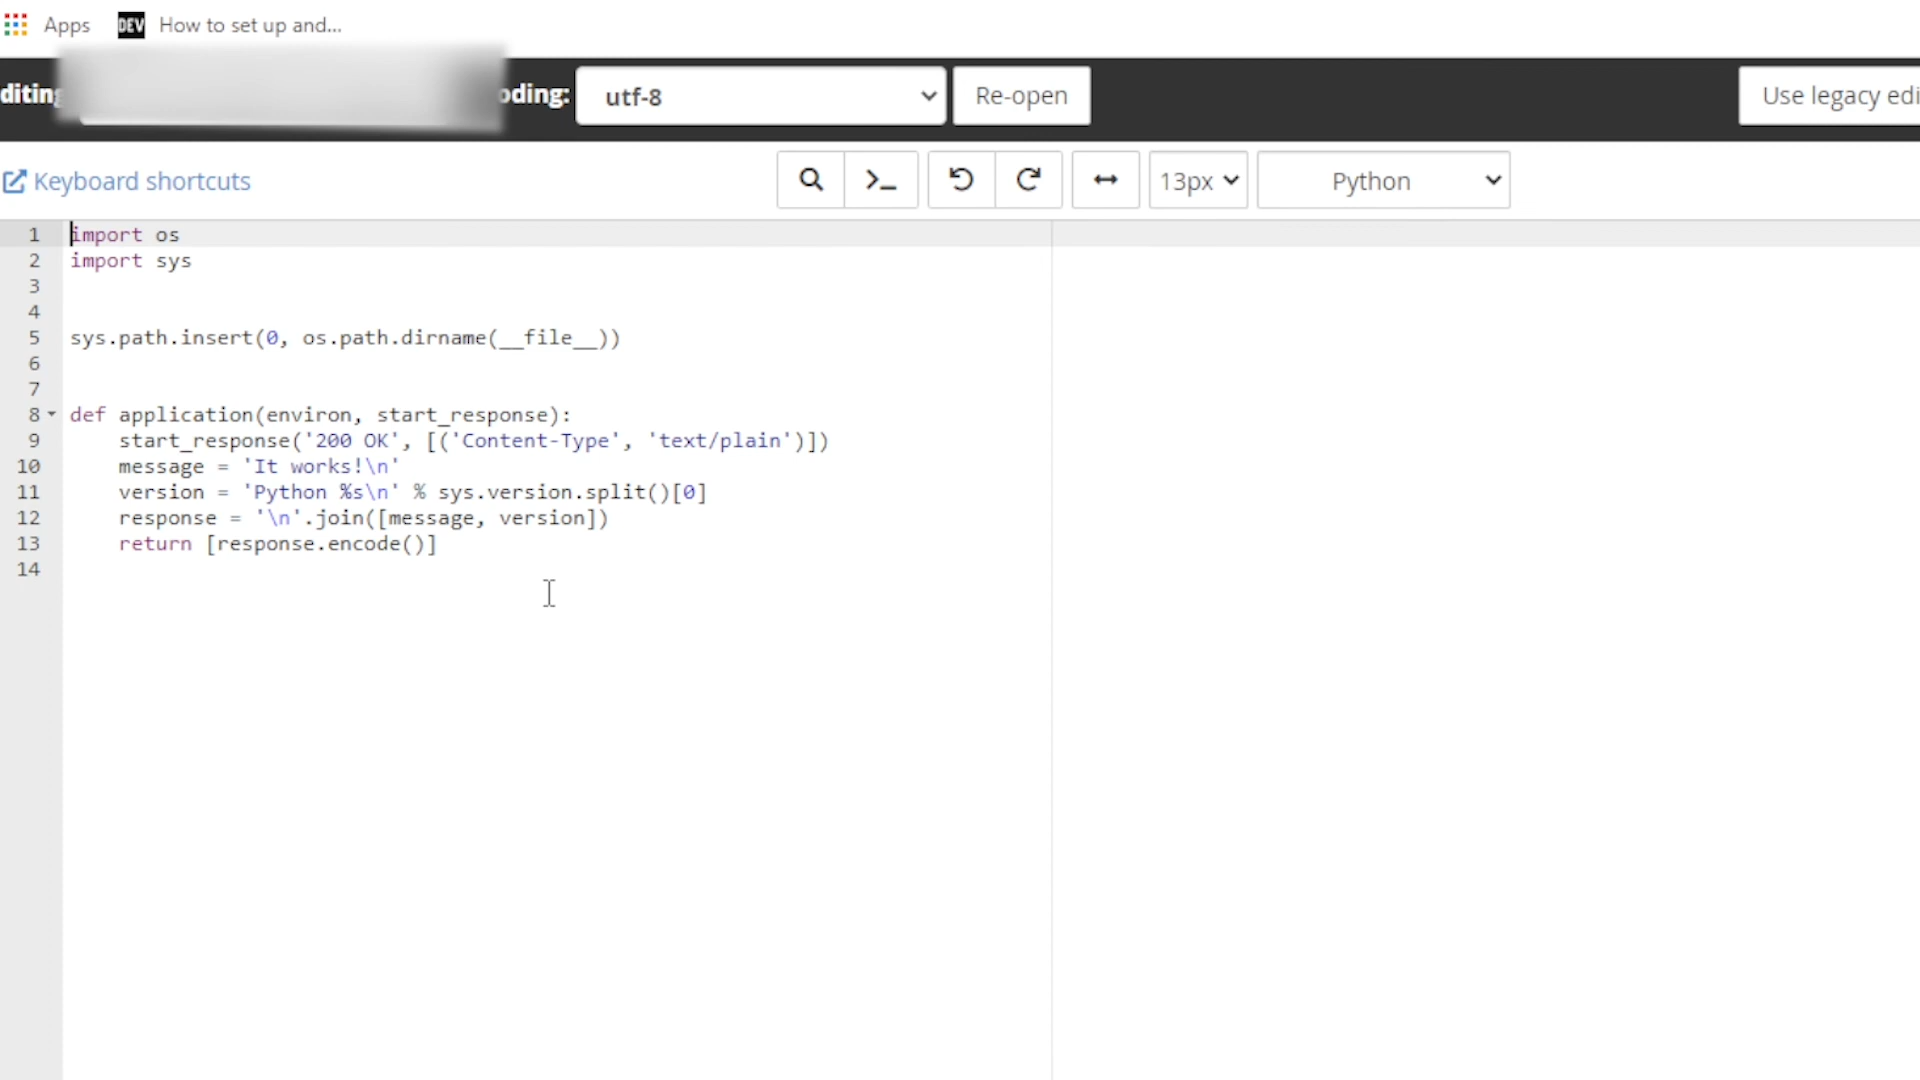 Apps DEV How to set up and...
diting oding: utf-8 Re-open Use legacy edi
Keyboard shortcuts >_ 13px Python
1 import os
2 import sys
3
4
5 sys.path.insert(0, os.path.dirname(__file__))
6
7
8 def application(environ, start_response):
9     start_response('200 OK', [('Content-Type', 'text/plain')])
10     message = 'It works!\n'
11     version = 'Python %s\n' % sys.version.split()[0]
12     response = '\n'.join([message, version])
13     return [response.encode()]
14